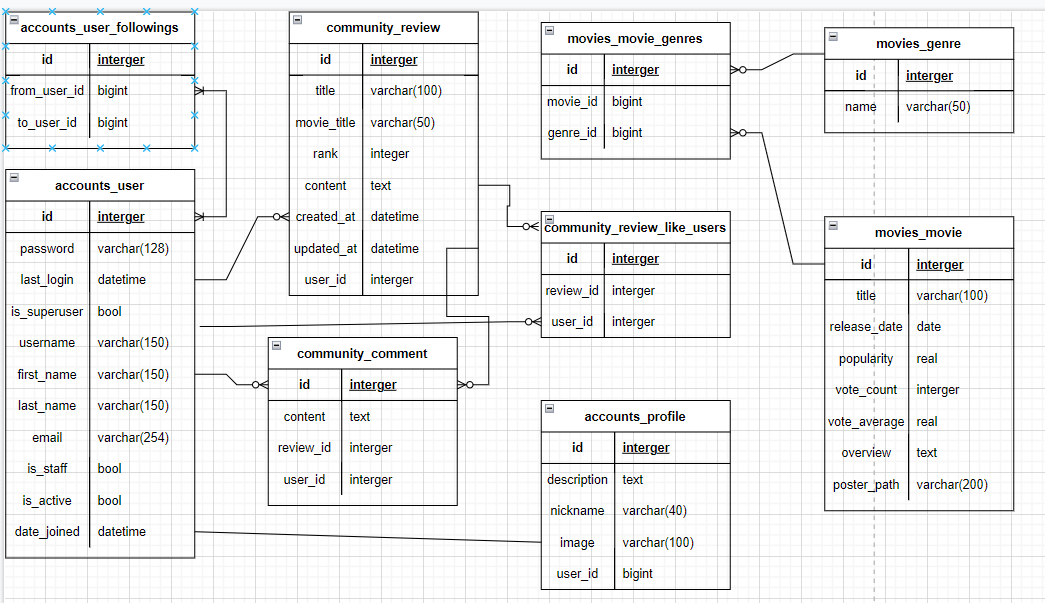 accounts_user_followings
id interger
from_user_id bigint
to_user_id bigint
accounts_user
id interger
password varchar(128)
last_login datetime
is_superuser bool
username varchar(150)
first_name varchar(150)
last_name varchar(150)
email varchar(254)
is_staff bool
is_active bool
date_joined datetime
community_review
id interger
title varchar(100)
movie_title varchar(50)
rank integer
content text
created_at datetime
updated_at datetime
user_id interger
community_comment
id interger
content text
review_id interger
user_id interger
movies_movie_genres
id interger
movie_id bigint
genre_id bigint
community_review_like_users
id interger
review_id interger
user_id interger
accounts_profile
id interger
description text
nickname varchar(40)
image varchar(100)
user_id bigint
movies_genre
id interger
name varchar(50)
movies_movie
id interger
title varchar(100)
release_date date
popularity real
vote_count interger
vote_average real
overview text
poster_path varchar(200)